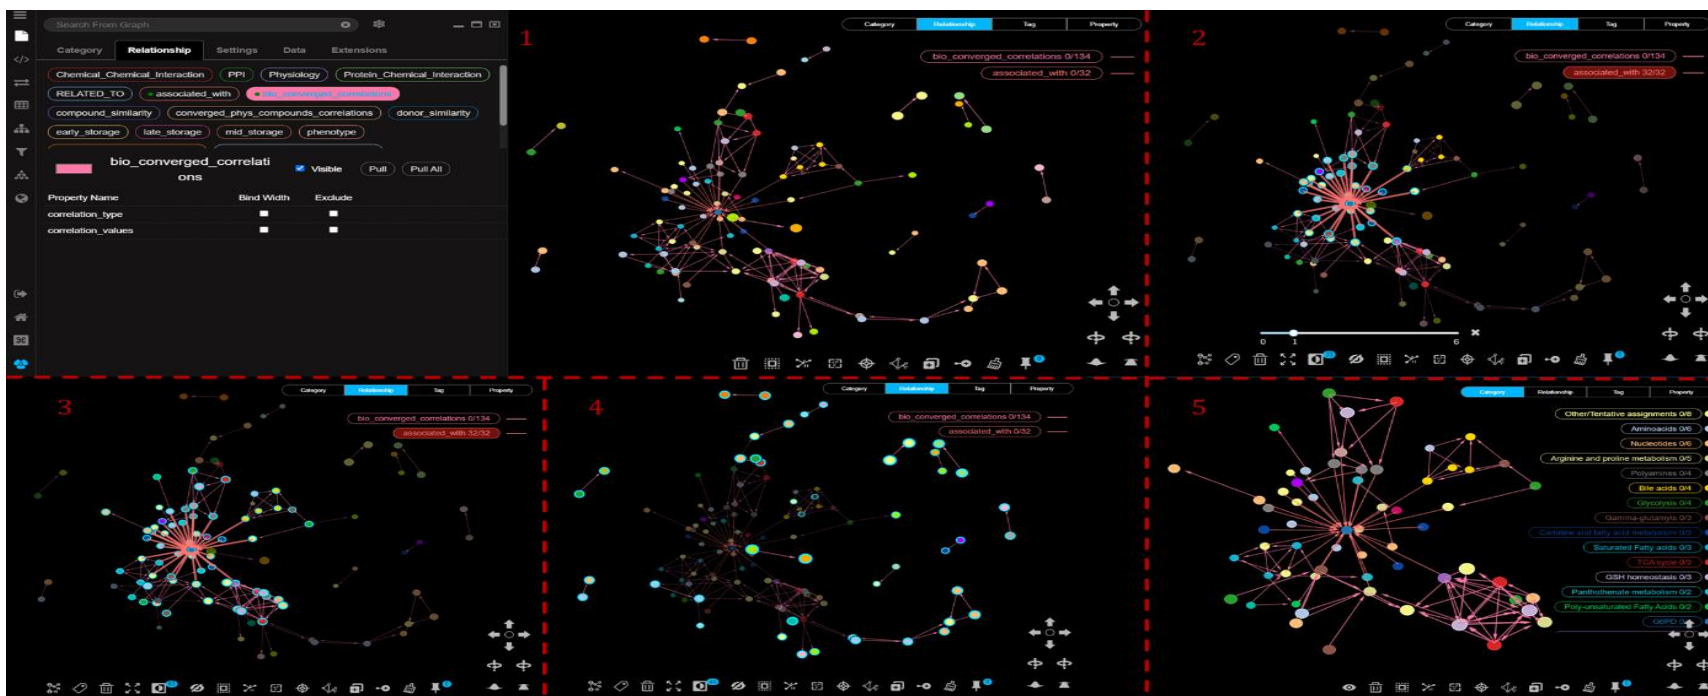 Search From Graph
Category Relationship Settings Data Extensions
Chemical_Chemical_Interaction PPI Physiology Protein_Chemical_Interaction
RELATED_TO associated_with bio_converged_correlations
compound_similarity converged_phys_compounds_correlations donor_similarity
early_storage late_storage mid_storage phenotype
bio_converged_correlati
ons
Visible Pull Pull All
Property Name Bind Width Exclude
correlation_type
correlation_values
1
Category Relationship Tag Property
bio_converged_correlations 0/134
associated_with 0/32
2
Category Relationship Tag Property
bio_converged_correlations 0/134
associated_with 32/32
0 1 6
3
Category Relationship Tag Property
bio_converged_correlations 0/134
associated_with 32/32
4
Category Relationship Tag Property
bio_converged_correlations 0/134
associated_with 0/32
5
Category Relationship Tag Property
Other/Tentative assignments 0/8
Aminoacids 0/6
Nucleotides 0/6
Arginine and proline metabolism 0/5
Polyamines 0/4
Bile acids 0/4
Glycolysis 0/4
Gamma-glutamyls 0/3
Carnitine and fatty acid metabolism 0/3
Saturated Fatty acids 0/3
TCA cycle
GSH homeostasis 0/3
Panthothenate metabolism 0/2
Poly-unsaturated Fatty Acids 0/2
G6PD